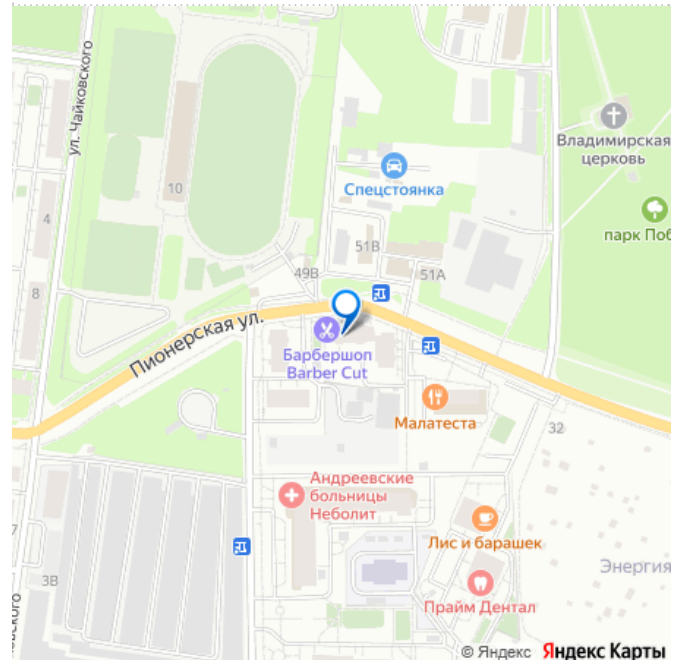 ул. Чайковского
Владимирская
церковь
10
Спецстоянка
4
парк Поб
51В
49В
51А
8
Пионерская ул.
Барбершоп
Barber Cut
Малатеста
32
Андреевские
больницы
Неболит
Лис и барашек
Энергия
3В
Прайм Дентал
овского
© Яндекс Яндекс Карты